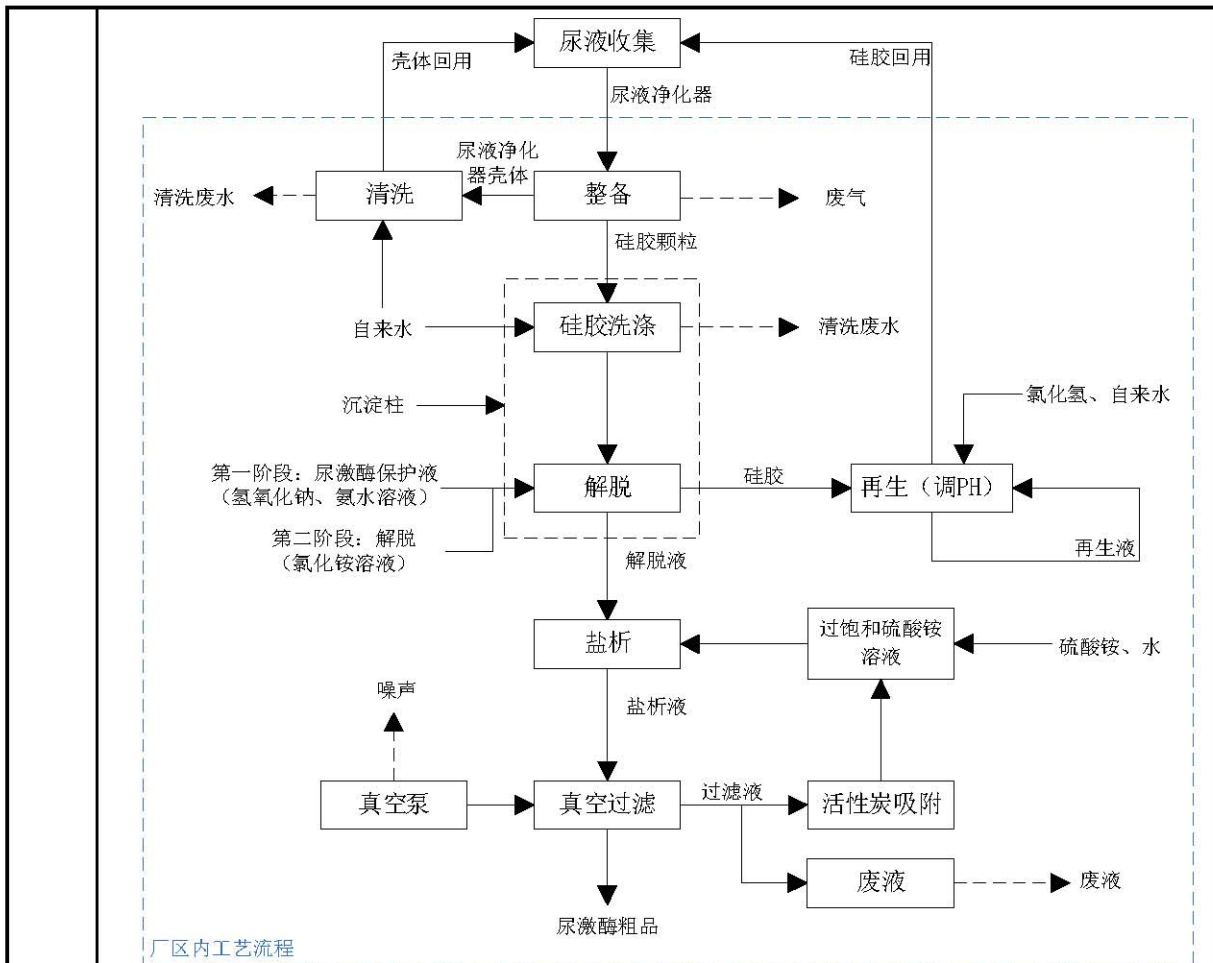 尿液收集
壳体回用
硅胶回用
尿液净化器
尿液净化
器壳体
清洗废水
清洗
整备
废气
硅胶颗粒
自来水
硅胶洗涤
清洗废水
沉淀柱
氯化氢、自来水
第一阶段：尿激酶保护液
（氢氧化钠、氨水溶液）
解脱
硅胶
再生（调PH）
第二阶段：解脱
（氯化铵溶液）
解脱液
再生液
盐析
过饱和硫酸铵
溶液
硫酸铵、水
噪声
盐析液
真空泵
真空过滤
过滤液
活性炭吸附
废液
废液
尿激酶粗品
厂区内工艺流程